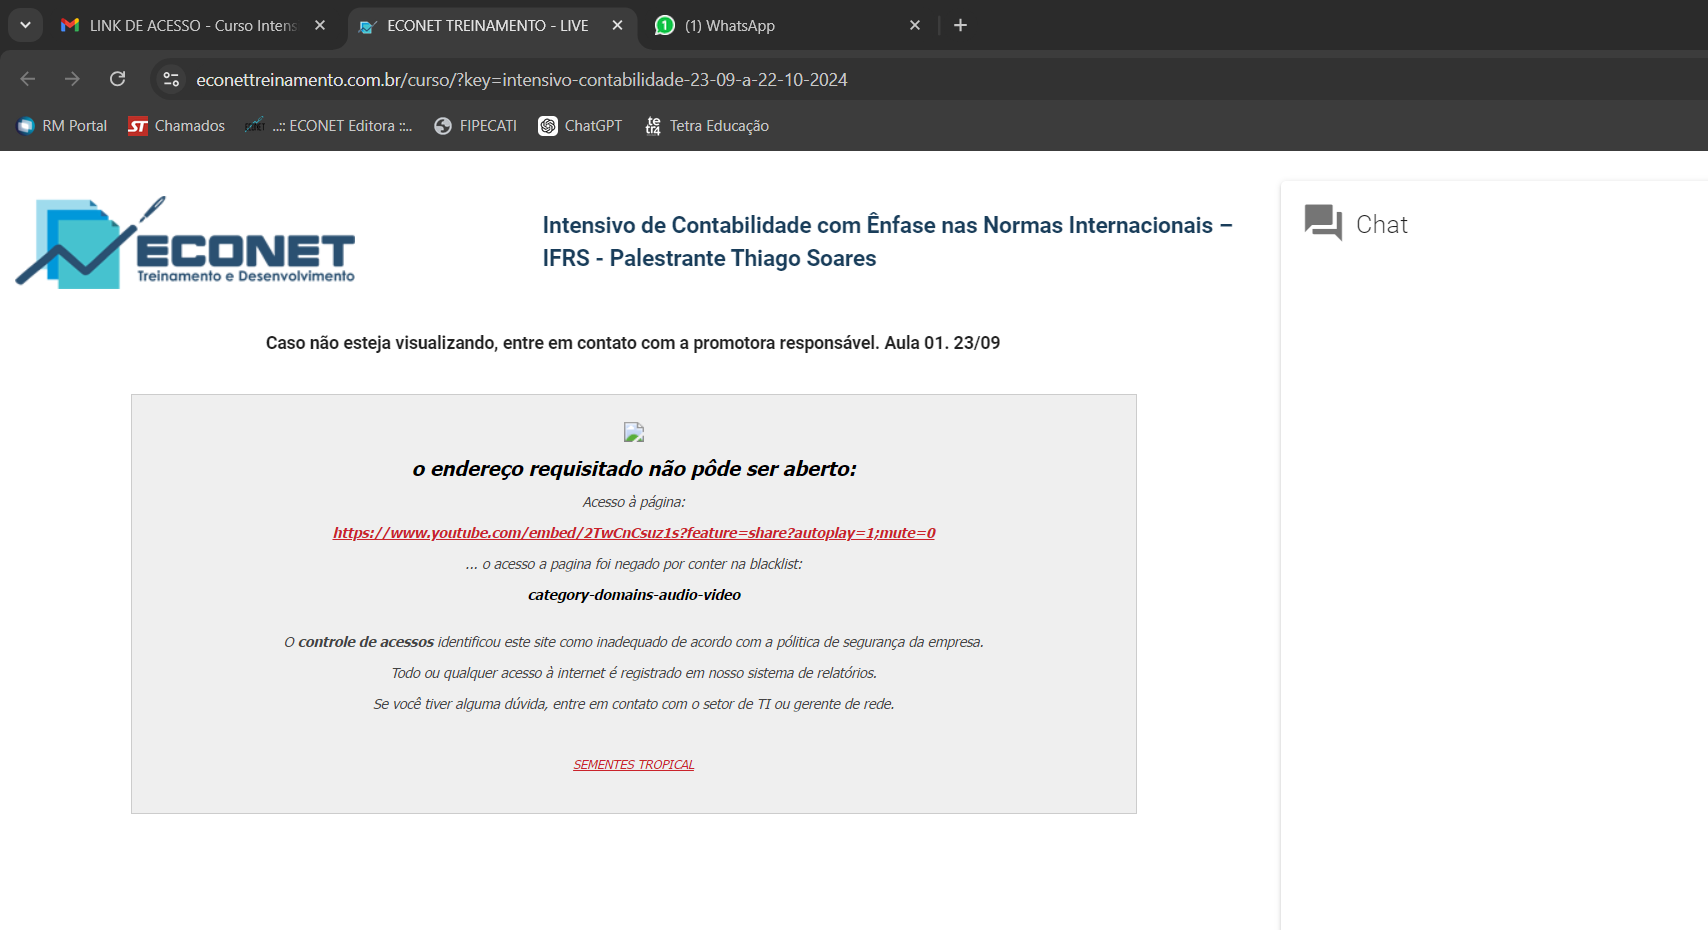 LINK DE ACESSO - Curso Intens
ECONET TREINAMENTO - LIVE
(1) WhatsApp
econettreinamento.com.br/curso/?key=intensivo-contabilidade-23-09-a-22-10-2024
RM Portal
ST Chamados
..:: ECONET Editora ::..
FIPECATI
ChatGPT
te tr4 Tetra Educação
ECONET
Treinamento e Desenvolvimento
Intensivo de Contabilidade com Ênfase nas Normas Internacionais –
IFRS - Palestrante Thiago Soares
Chat
Caso não esteja visualizando, entre em contato com a promotora responsável. Aula 01. 23/09
o endereço requisitado não pôde ser aberto:
Acesso à página:
https://www.youtube.com/embed/2TwCnCsuz1s?feature=share?autoplay=1;mute=0
... o acesso a pagina foi negado por conter na blacklist:
category-domains-audio-video
O controle de acessos identificou este site como inadequado de acordo com a pólitica de segurança da empresa.
Todo ou qualquer acesso à internet é registrado em nosso sistema de relatórios.
Se você tiver alguma dúvida, entre em contato com o setor de TI ou gerente de rede.
SEMENTES TROPICAL